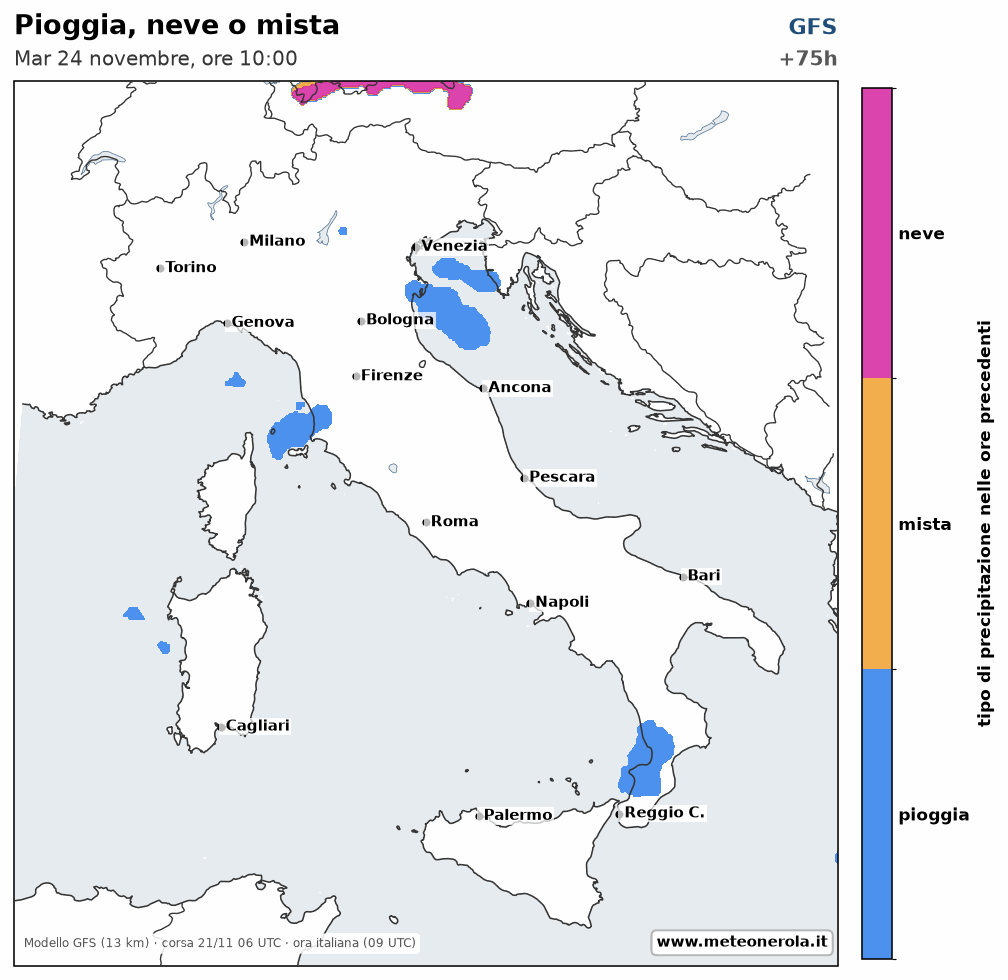 Pioggia, neve o mista
GFS
Mar 24 novembre, ore 10:00
+75h
neve
mista
pioggia
tipo di precipitazione nelle ore precedenti
Milano
Venezia
Torino
Bologna
Genova
Firenze
Ancona
Pescara
Roma
Bari
Napoli
Cagliari
Palermo
Reggio C.
Modello GFS (13 km) · corsa 21/11 06 UTC · ora italiana (09 UTC)
www.meteonerola.it